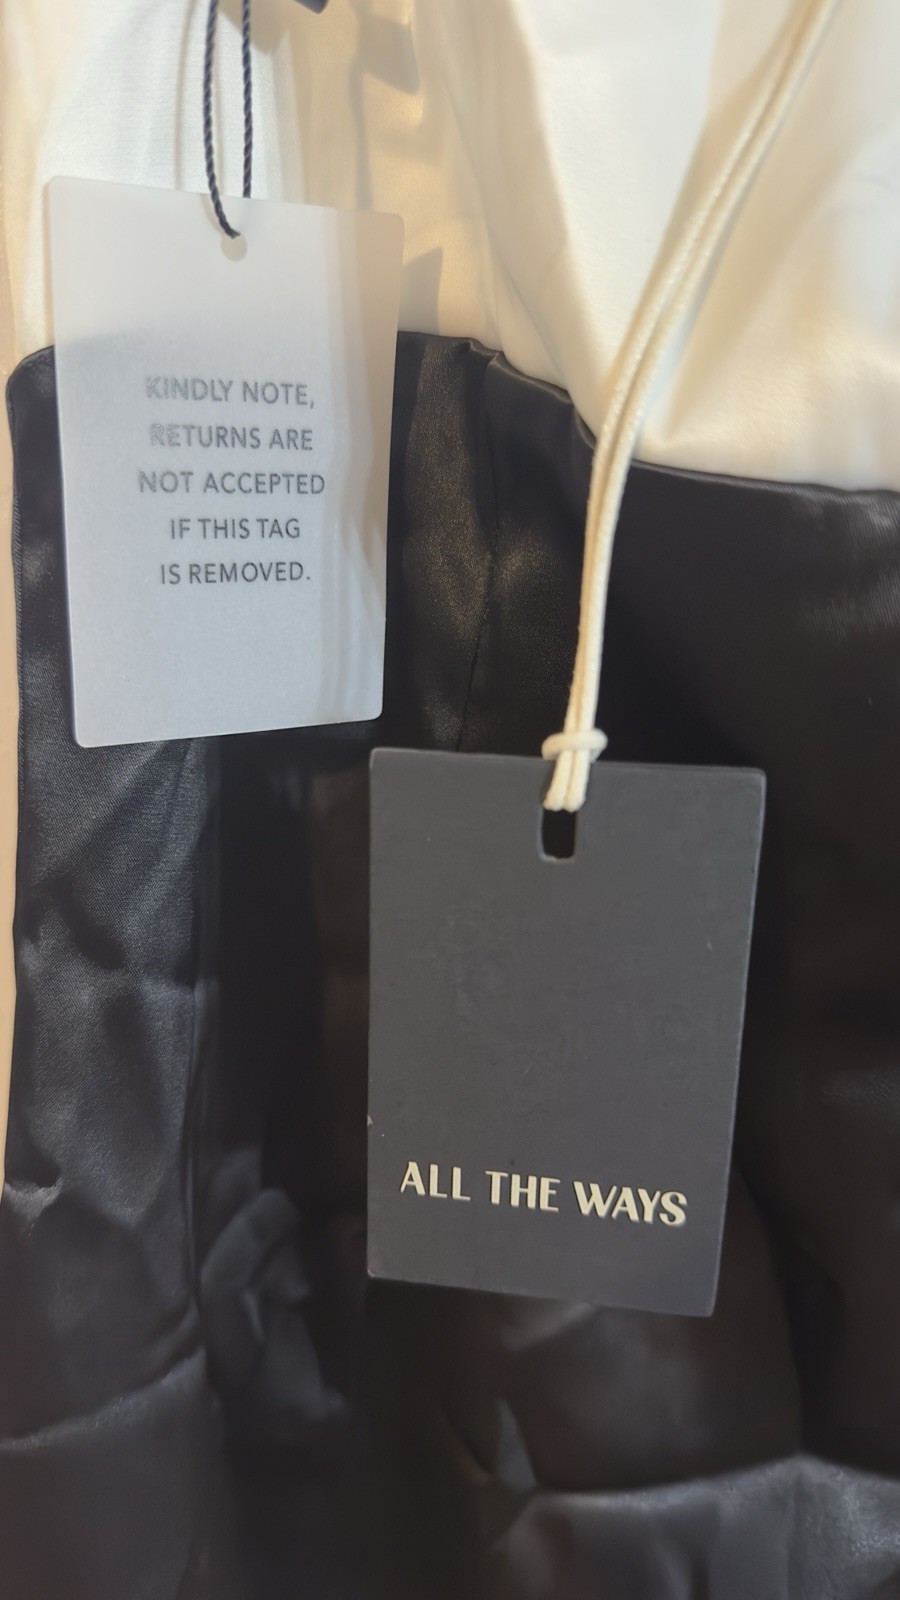 KINDLY NOTE,
RETURNS ARE
NOT ACCEPTED
IF THIS TAG
IS REMOVED.
ALL THE WAYS